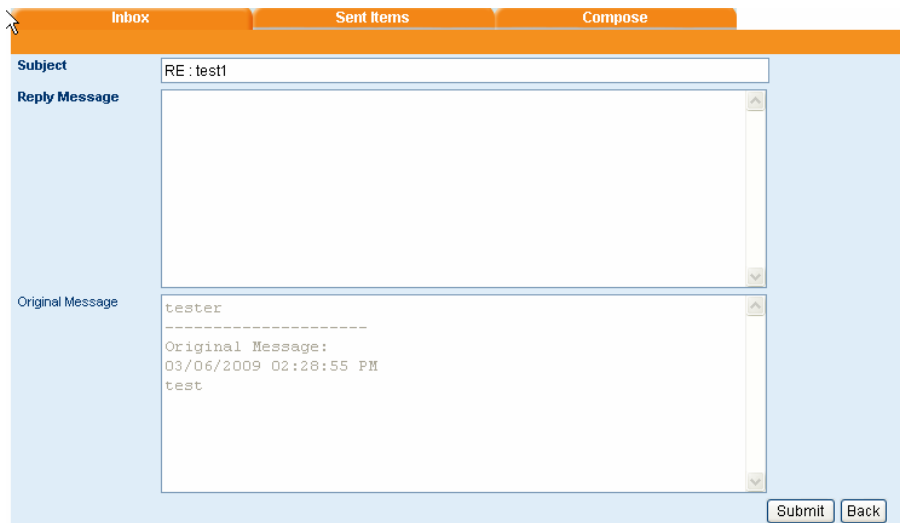 Inbox Sent Items Compose
Subject RE : test1
Reply Message
Original Message tester
---------------------
Original Message:
03/06/2009 02:28:55 PM
test
Submit Back